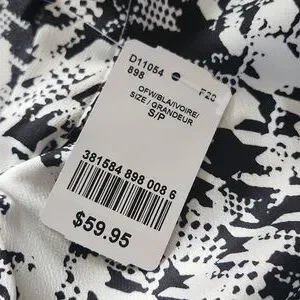 D11054
898 F20
OFW/BLA/IVOIRE/
SIZE / GRANDEUR
S/P
381584 898 008 6
$59.95